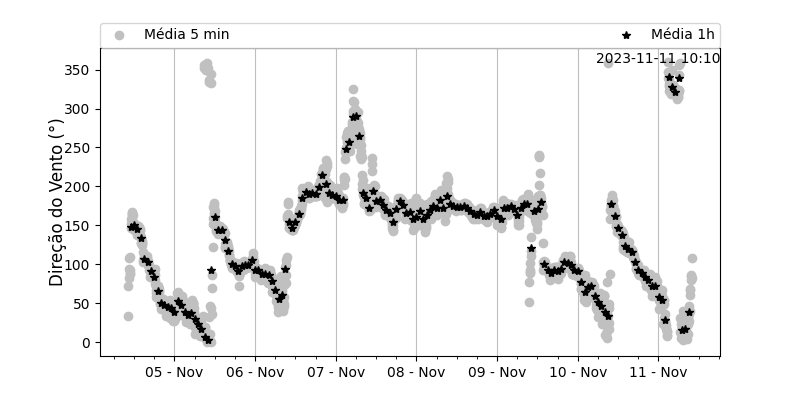 Média 5 min
Média 1h
2023-11-11 10:10
Direção do Vento (°)
350
300
250
200
150
100
50
0
05 - Nov
06 - Nov
07 - Nov
08 - Nov
09 - Nov
10 - Nov
11 - Nov